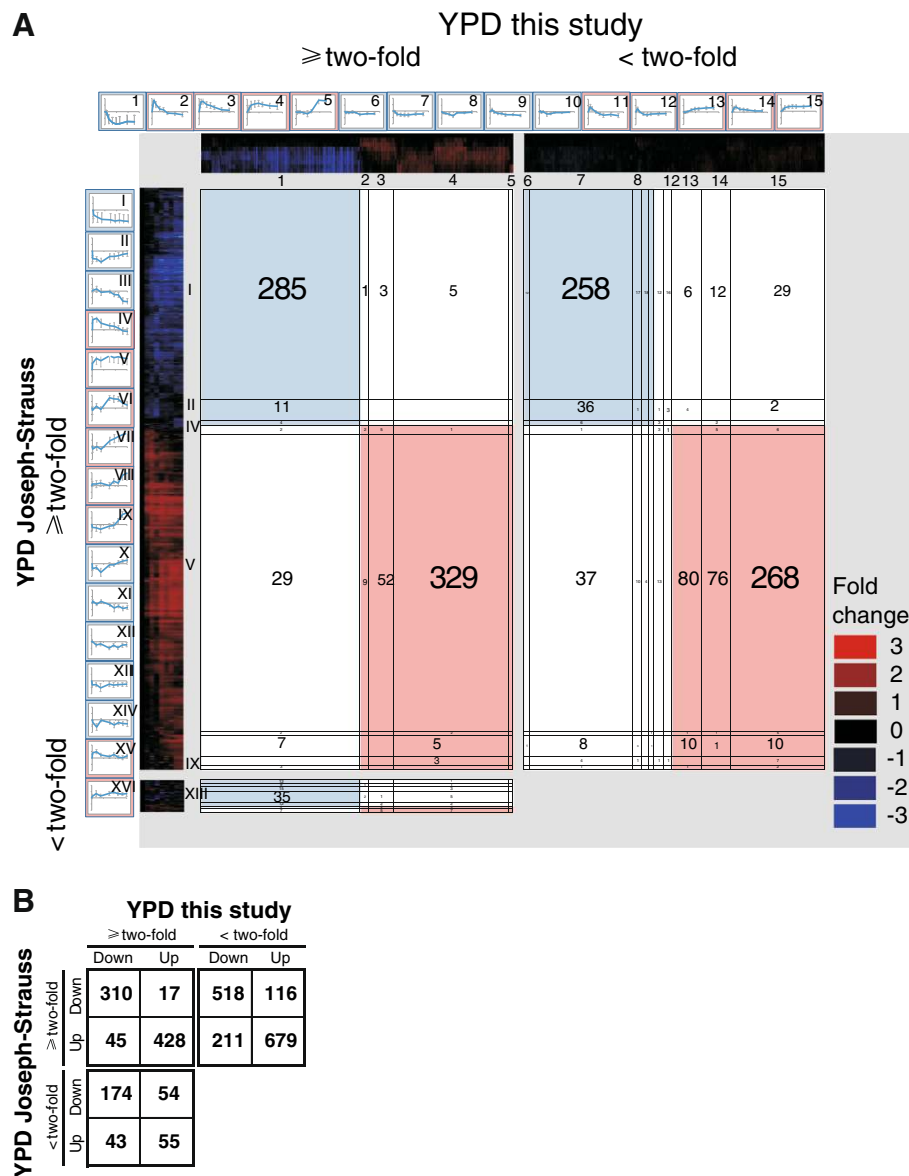 A
YPD this study
⩾ two-fold < two-fold
1 2 3 4 5 6 7 8 9 10 11 12 13 14 15
1 2 3 4 5 6 7 8 12 13 14 15
YPD Joseph-Strauss
⩾ two-fold
< two-fold
I
II
III
IV
V
VI
VII
VIII
IX
X
XI
XII
XII
XIV
XV
XVI
I 285 1 3 5 258 6 12 29
II 11 36 2
IV
V 29 9 52 329 37 80 76 268
7 5 8 10 1 10
IX 3
XIII 35
Fold
change
3
2
1
0
-1
-2
-3
B
YPD this study
⩾ two-fold < two-fold
Down Up Down Up
YPD Joseph-Strauss
⩾ two-fold
Down 310 17 518 116
Up 45 428 211 679
< two-fold
Down 174 54
Up 43 55